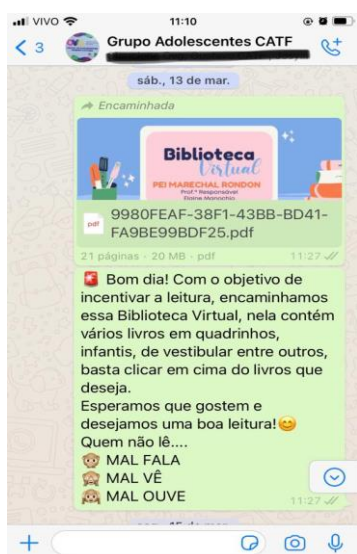 VIVO 11:10
3 Grupo Adolescentes CATF
sáb., 13 de mar.
Encaminhada
Biblioteca
Virtual
PEI MARECHAL RONDON
Prof.ª Responsável
9980FEAF-38F1-43BB-BD41-
FA9BE99BDF25.pdf
pdf
21 páginas · 20 MB · pdf 11:27
Bom dia! Com o objetivo de
incentivar a leitura, encaminhamos
essa Biblioteca Virtual, nela contém
vários livros em quadrinhos,
infantis, de vestibular entre outros,
basta clicar em cima do livros que
deseja.
Esperamos que gostem e
desejamos uma boa leitura!😊
Quem não lê....
🙊 MAL FALA
🙈 MAL VÊ
🙉 MAL OUVE
11:27